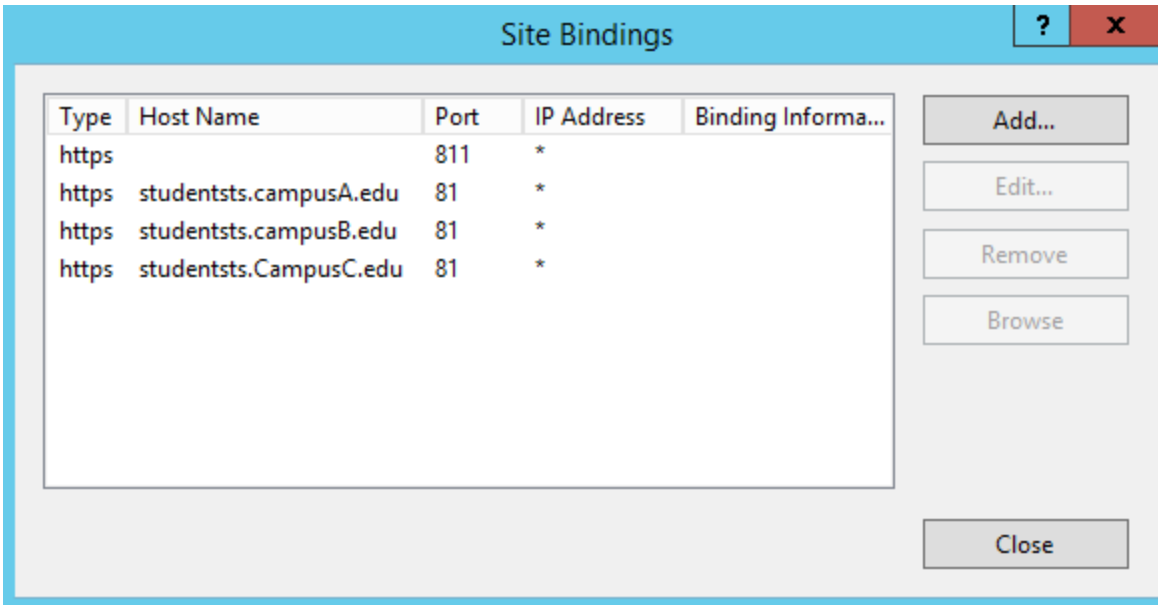 Site Bindings ? x
Type Host Name Port IP Address Binding Informa... Add...
https 811 *
https studentsts.campusA.edu 81 * Edit...
https studentsts.campusB.edu 81 *
Remove
https studentsts.CampusC.edu 81 *
Browse
Close